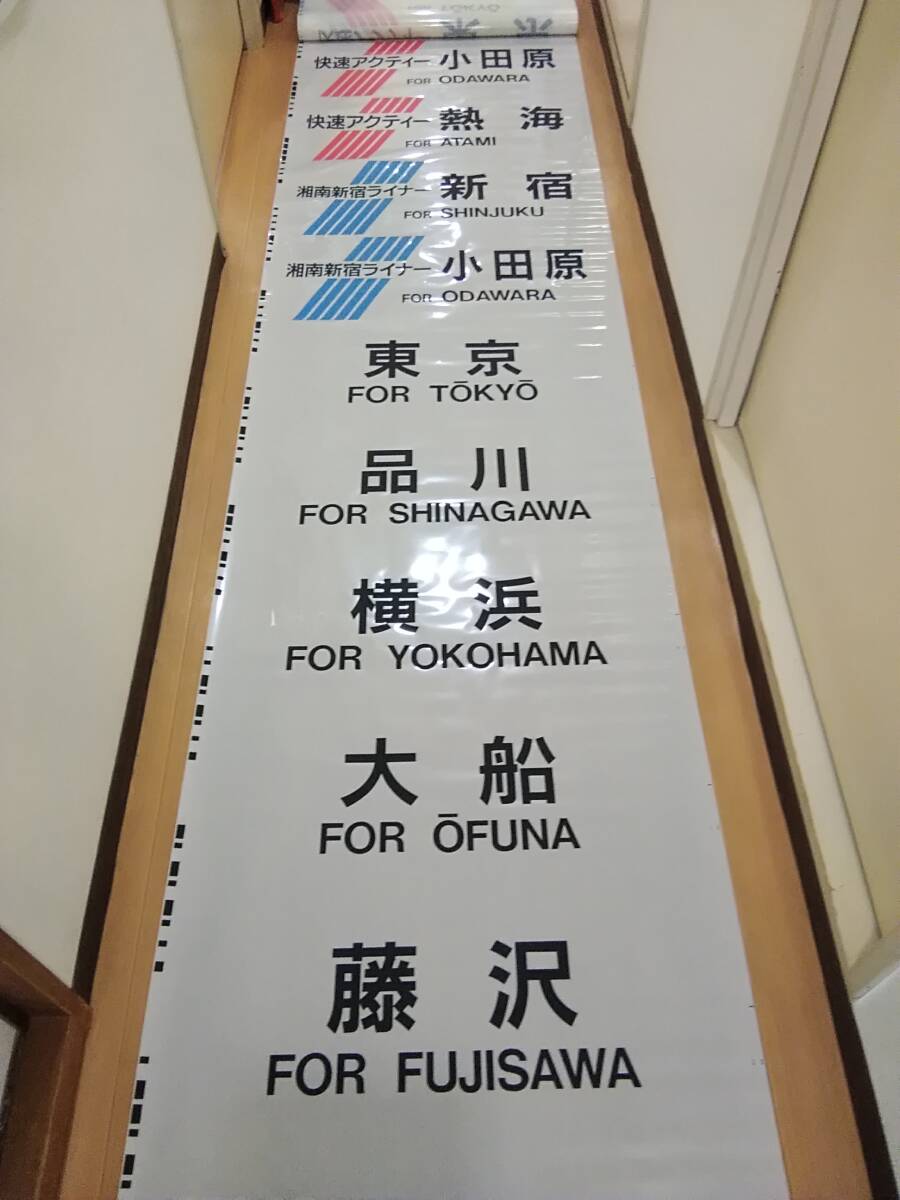 快速アクティー 小田原
FOR ODAWARA
快速アクティー 熱海
FOR ATAMI
湘南新宿ライナー 新宿
FOR SHINJUKU
湘南新宿ライナー 小田原
FOR ODAWARA
東京
FOR TŌKYŌ
品川
FOR SHINAGAWA
横浜
FOR YOKOHAMA
大船
FOR ŌFUNA
藤沢
FOR FUJISAWA